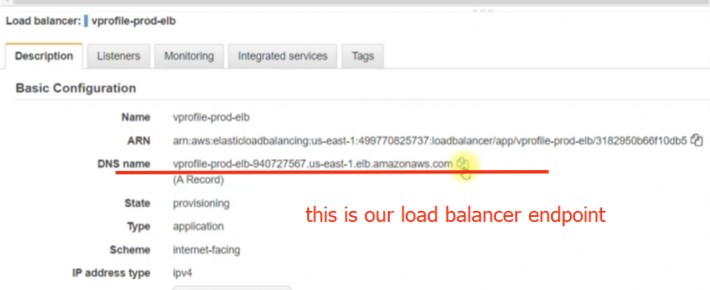 Load balancer: vprofile-prod-elb
Description Listeners Monitoring Integrated services Tags
Basic Configuration
Name vprofile-prod-elb
ARN arn:aws:elasticloadbalancing:us-east-1:499770825737:loadbalancer/app/vprofile-prod-elb/3182950b66f10db5
DNS name vprofile-prod-elb-940727567.us-east-1.elb.amazonaws.com
(A Record)
State provisioning
this is our load balancer endpoint
Type application
Scheme internet-facing
IP address type ipv4